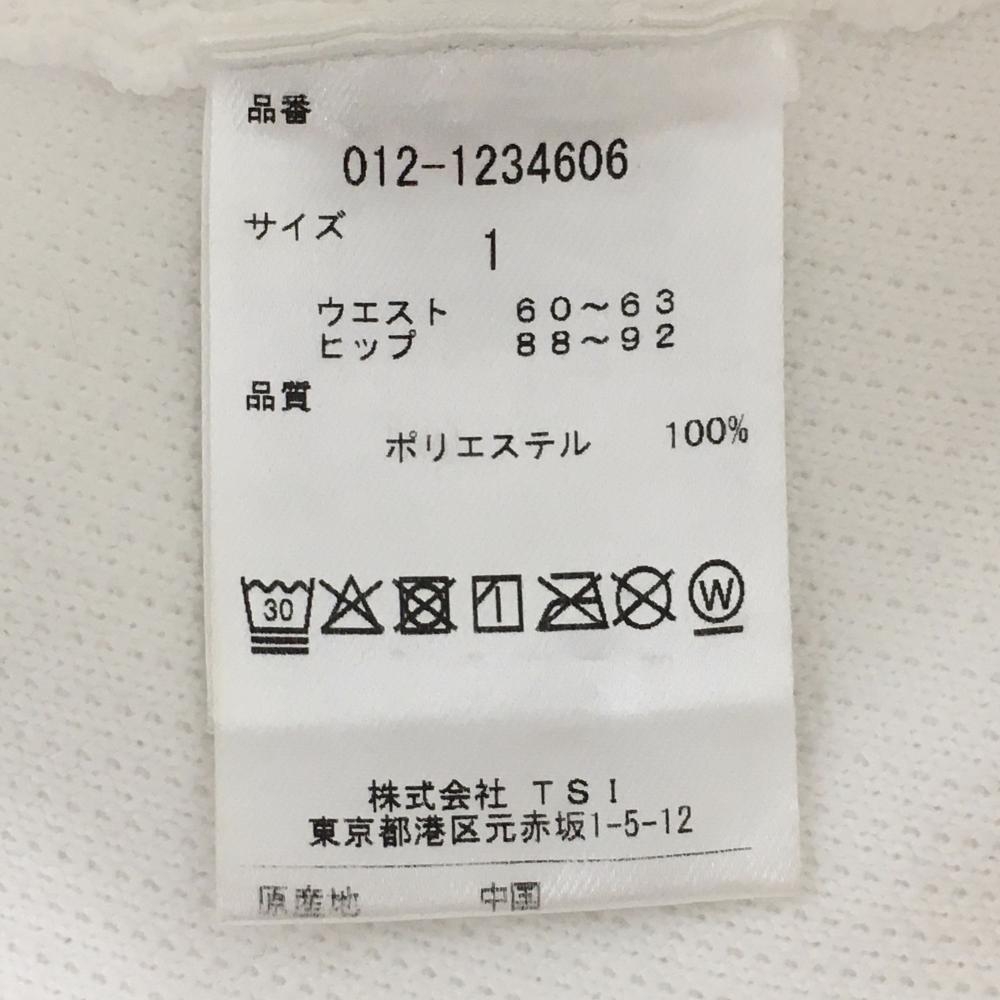 品番
012-1234606
サイズ
1
ウエスト 60～63
ヒップ 88～92
品質
ポリエステル 100%
30 W
株式会社 TSI
東京都港区元赤坂1-5-12
原産地 中国